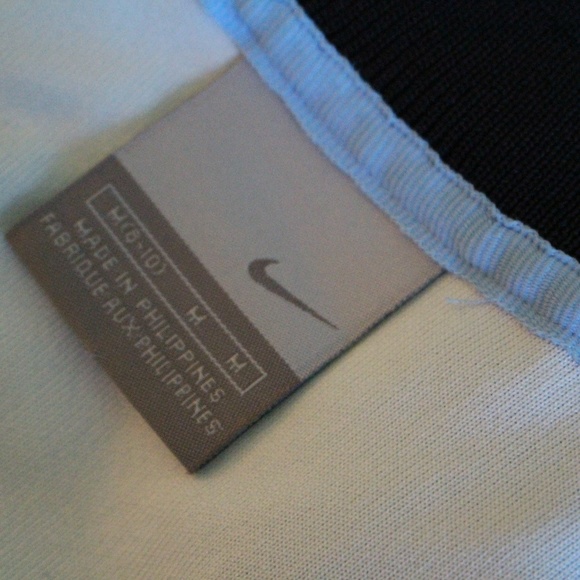 M(8-10) M M
MADE IN PHILIPPINES
FABRIQUE AUX PHILIPPINES